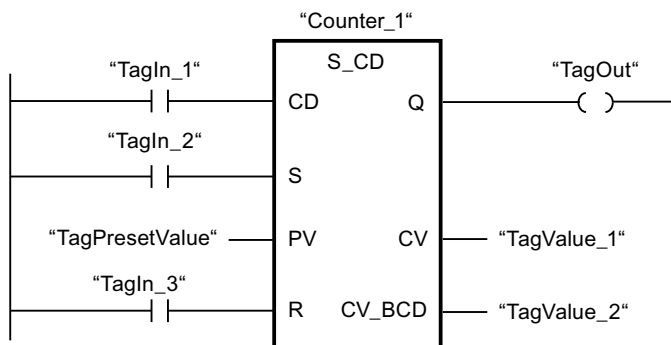 "Counter_1“
S_CD
“TagIn_1“
“TagOut“
CD
Q
“TagIn_2“
S
“TagPresetValue“
PV
CV
“TagValue_1“
“TagIn_3“
R
CV_BCD
“TagValue_2“